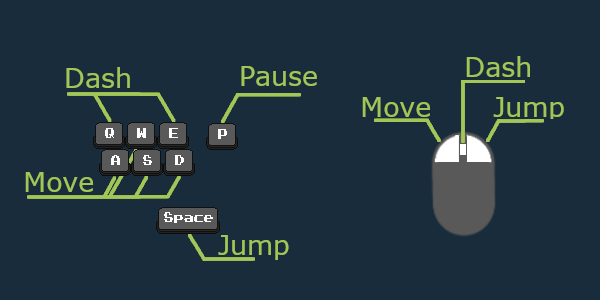 Dash
Pause
Q W E P
A S D
Move
Space
Jump
Dash
Move
Jump